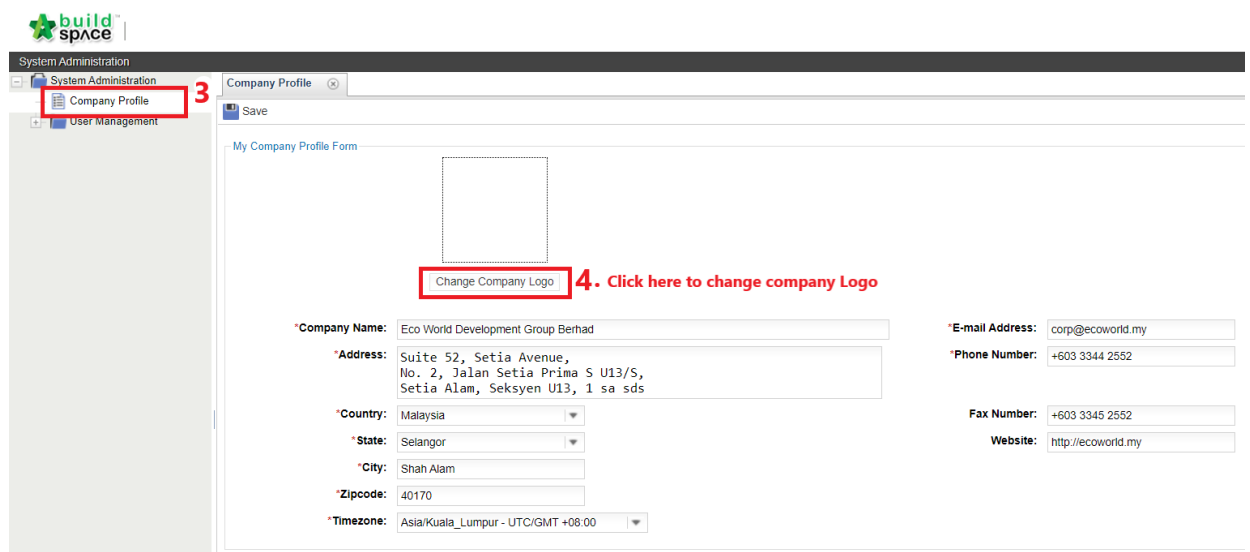 build
spʌce™
System Administration
System Administration
Company Profile
3
User Management
Company Profile
Save
My Company Profile Form
Change Company Logo
4. Click here to change company Logo
*Company Name: Eco World Development Group Berhad
*E-mail Address: corp@ecoworld.my
*Address: Suite 52, Setia Avenue,
No. 2, Jalan Setia Prima S U13/S,
Setia Alam, Seksyen U13, 1 sa sds
*Phone Number: +603 3344 2552
*Country: Malaysia
Fax Number: +603 3345 2552
*State: Selangor
Website: http://ecoworld.my
*City: Shah Alam
*Zipcode: 40170
*Timezone: Asia/Kuala_Lumpur - UTC/GMT +08:00